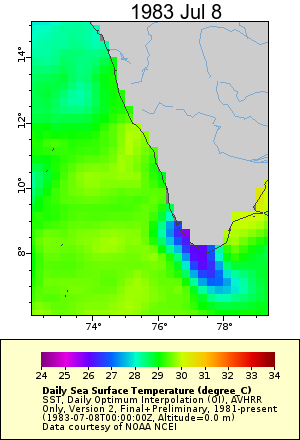 1983 Jul 8
14°
12°
10°
8°
74° 76° 78°
24 25 26 27 28 29 30 31 32 33 34
Daily Sea Surface Temperature (degree_C)
SST, Daily Optimum Interpolation (OI), AVHRR
Only, Version 2, Final+Preliminary, 1981-present
(1983-07-08T00:00:00Z, Altitude=0.0 m)
Data courtesy of NOAA NCEI